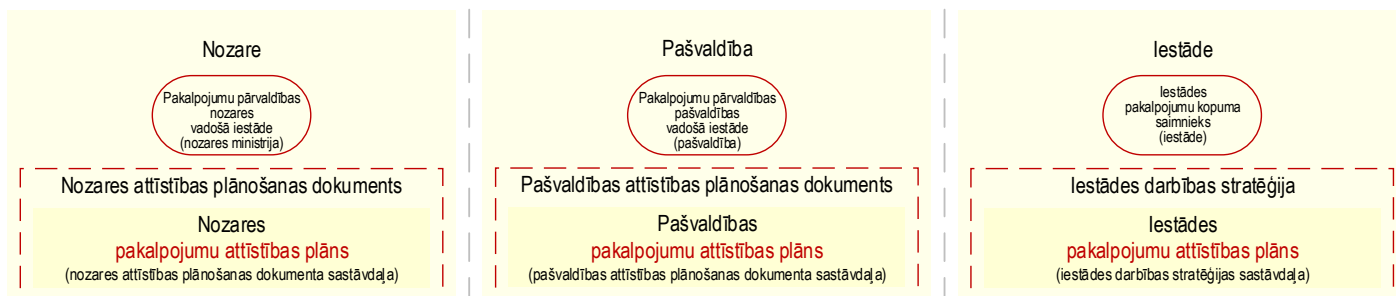 Nozare
Pakalpojumu pārvaldības
nozares
vadošā iestāde
(nozares ministrija)
Nozares attīstības plānošanas dokuments
Nozares
pakalpojumu attīstības plāns
(nozares attīstības plānošanas dokumenta sastāvdaļa)
Pašvaldība
Pakalpojumu pārvaldības
pašvaldības
vadošā iestāde
(pašvaldība)
Pašvaldības attīstības plānošanas dokuments
Pašvaldības
pakalpojumu attīstības plāns
(pašvaldības attīstības plānošanas dokumenta sastāvdaļa)
Iestāde
Iestādes
pakalpojumu kopuma
saimnieks
(iestāde)
Iestādes darbības stratēģija
Iestādes
pakalpojumu attīstības plāns
(iestādes darbības stratēģijas sastāvdaļa)